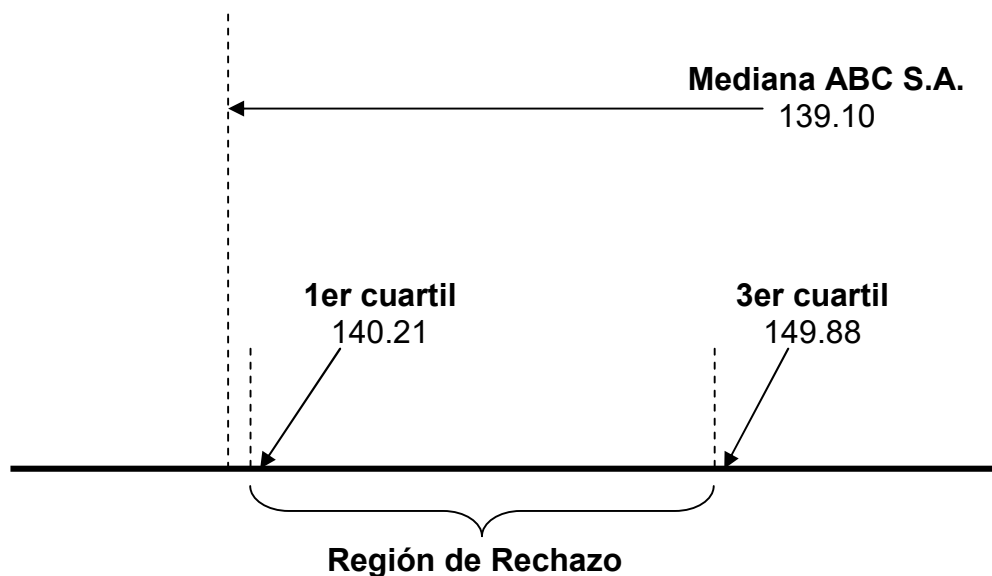 Mediana ABC S.A.
139.10
1er cuartil
140.21
3er cuartil
149.88
Región de Rechazo